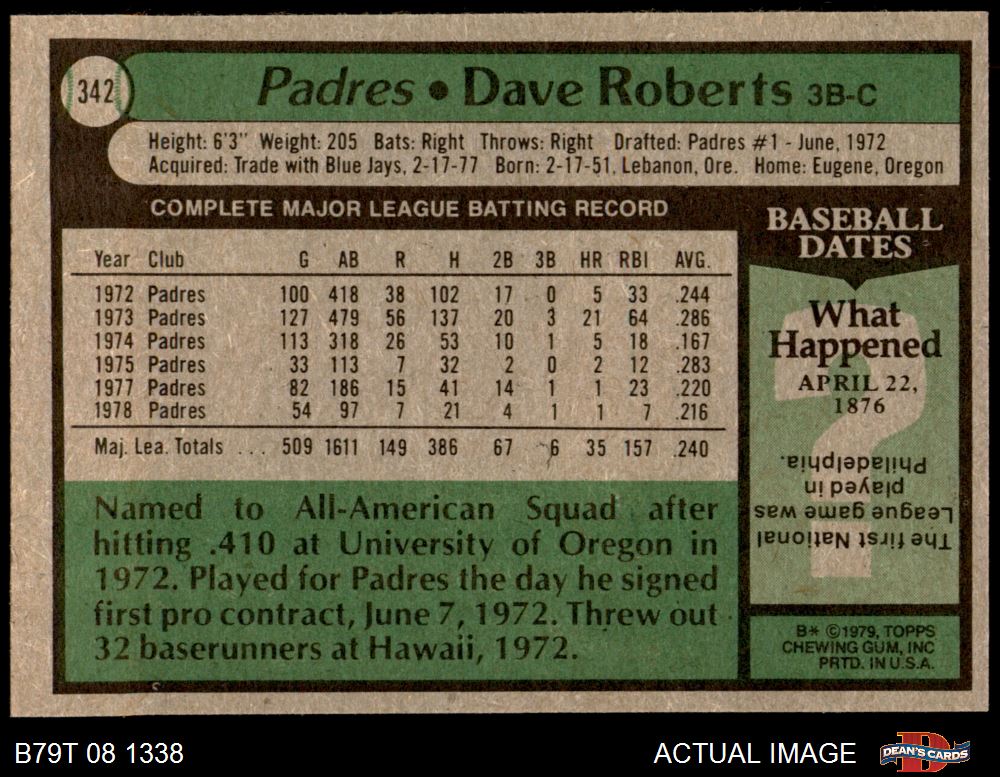 342
Padres • Dave Roberts 3B-C
Height: 6'3" Weight: 205 Bats: Right Throws: Right Drafted: Padres #1 - June, 1972
Acquired: Trade with Blue Jays, 2-17-77 Born: 2-17-51, Lebanon, Ore. Home: Eugene, Oregon
COMPLETE MAJOR LEAGUE BATTING RECORD
Year Club G AB R H 2B 3B HR RBI AVG.
1972 Padres 100 418 38 102 17 0 5 33 .244
1973 Padres 127 479 56 137 20 3 21 64 .286
1974 Padres 113 318 26 53 10 1 5 18 .167
1975 Padres 33 113 7 32 2 0 2 12 .283
1977 Padres 82 186 15 41 14 1 1 23 .220
1978 Padres 54 97 7 21 4 1 1 7 .216
Maj. Lea. Totals ... 509 1611 149 386 67 6 35 157 .240
Named to All-American Squad after
hitting .410 at University of Oregon in
1972. Played for Padres the day he signed
first pro contract, June 7, 1972. Threw out
32 baserunners at Hawaii, 1972.
BASEBALL
DATES
What
Happened
APRIL 22,
1876
?
The first National
League game was
played in
Philadelphia.
B* ©1979, TOPPS
CHEWING GUM, INC
PRTD. IN U.S.A.
B79T 08 1338
ACTUAL IMAGE
D
DEAN'S CARDS